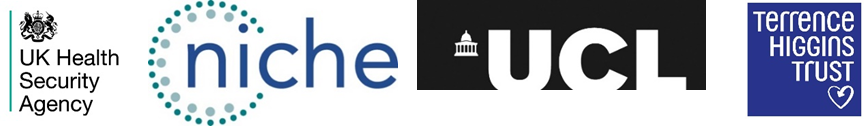 UK Health
Security
Agency
niche
UCL
Terrence
HIGGINS
TRUST